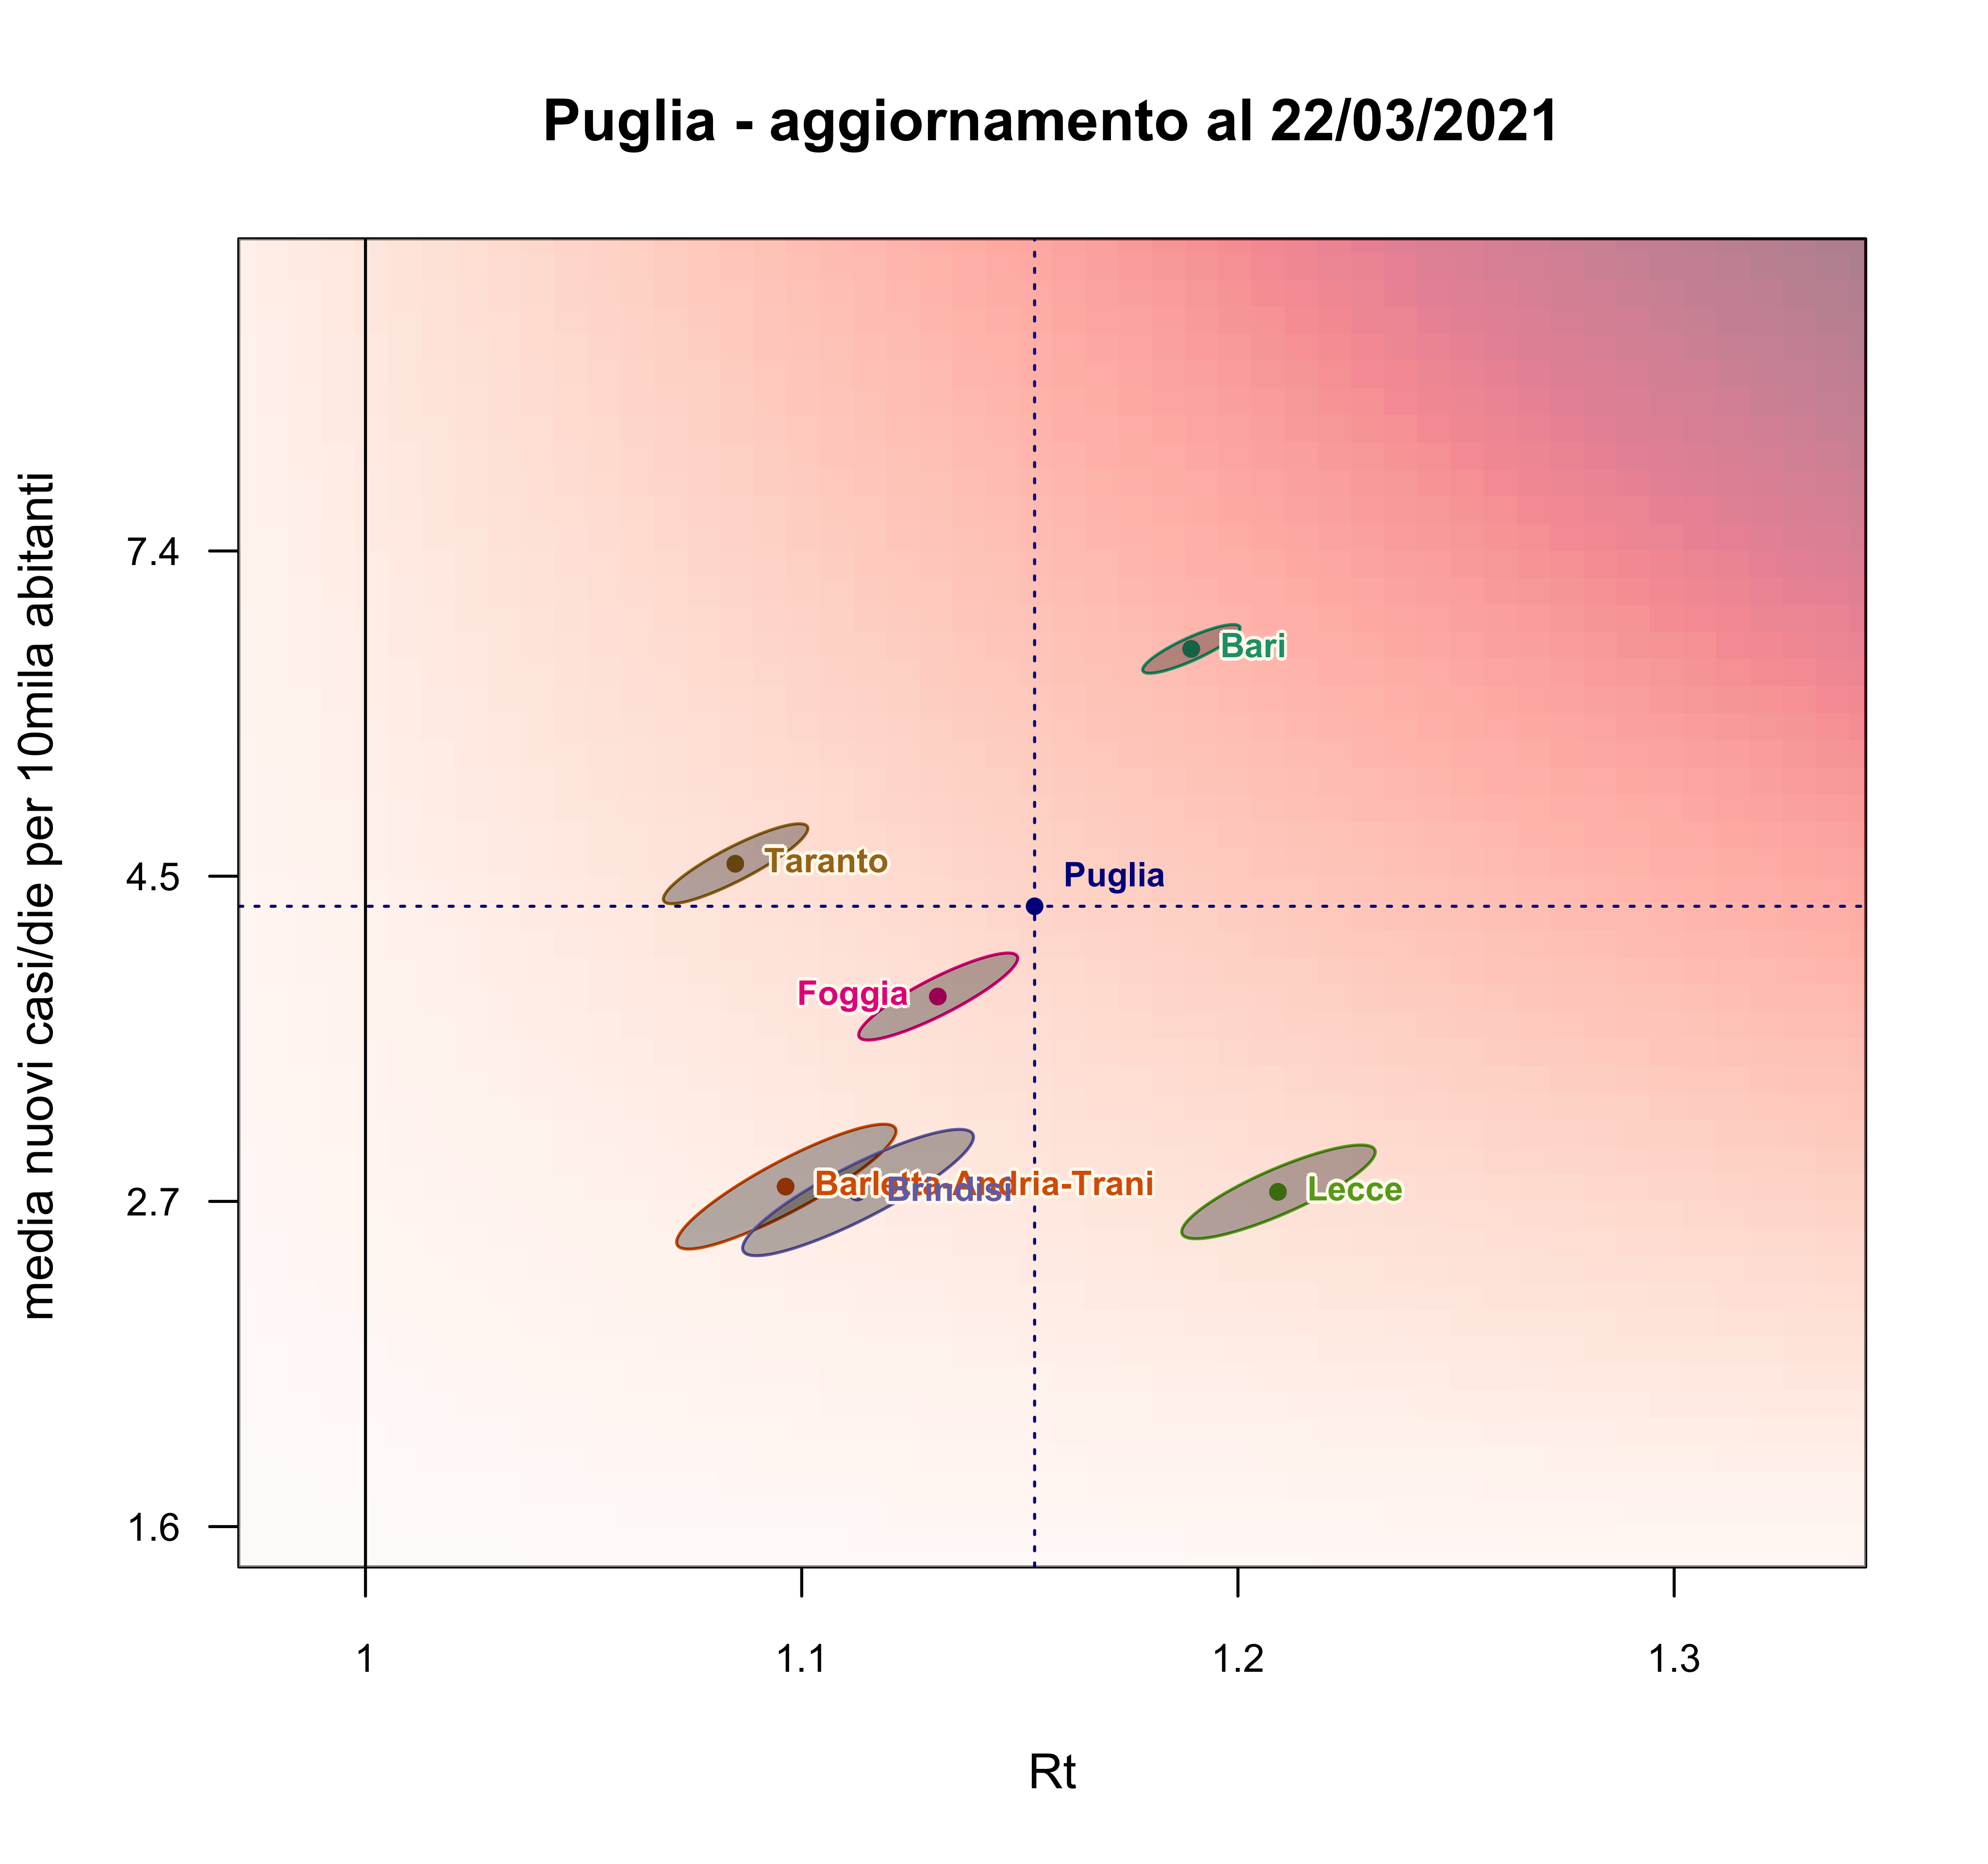 Puglia - aggiornamento al 22/03/2021
media nuovi casi/die per 10mila abitanti
7.4
4.5
2.7
1.6
Bari
Taranto
Puglia
Foggia
Barletta-Andria-Trani
Brindisi
Lecce
1
1.1
1.2
1.3
Rt